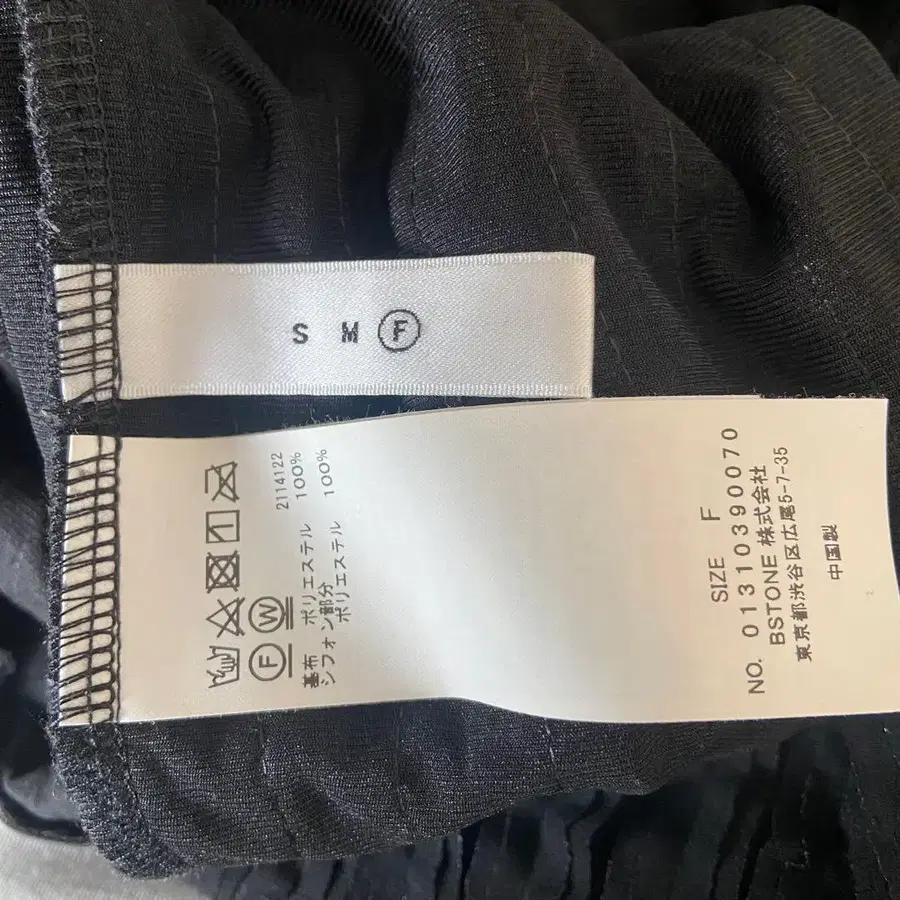 S M F
2114122
基布 ポリエステル 100%
シフォン部分
ポリエステル 100%
F W
SIZE F
NO. 01310390070
BSTONE 株式会社
東京都渋谷区広尾5-7-35
中国製